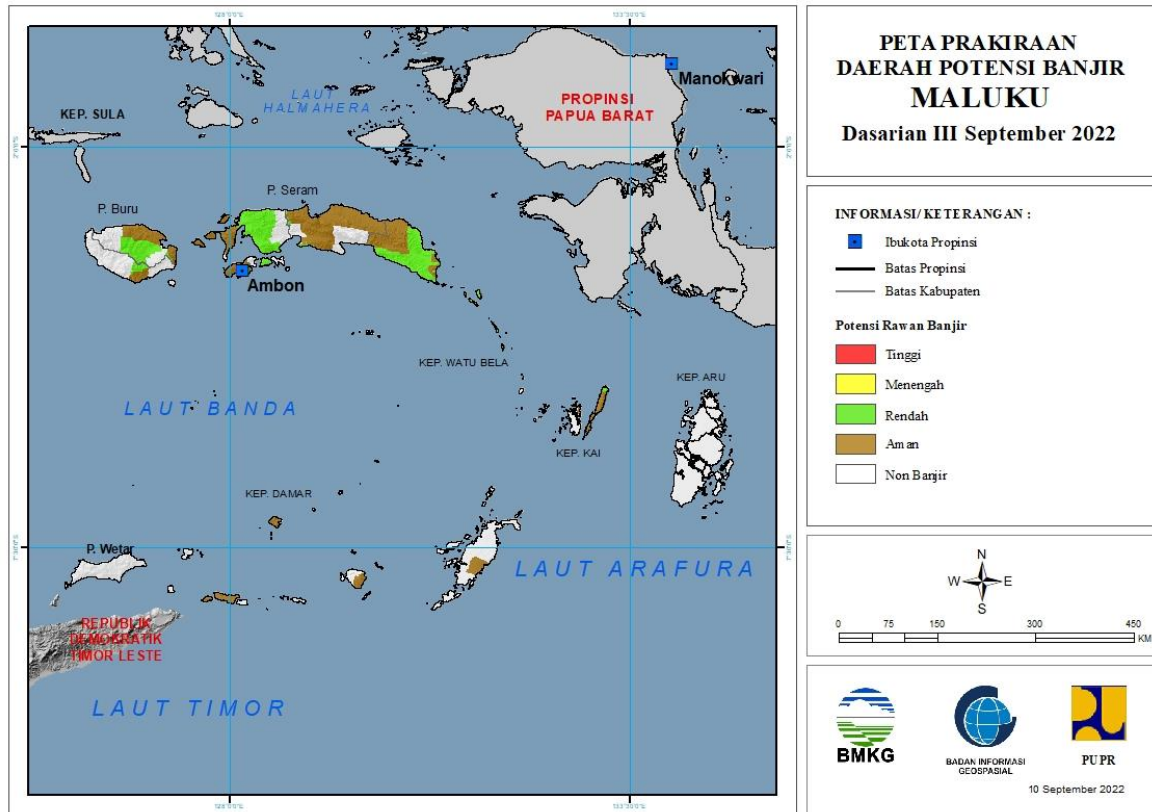 PETA PRAKIRAAN
DAERAH POTENSI BANJIR
MALUKU
Dasarian III September 2022
INFORMASI/ KETERANGAN :
Ibukota Propinsi
Batas Propinsi
Batas Kabupaten
Potensi Rawan Banjir
Tinggi
Menengah
Rendah
Aman
Non Banjir
N
W E
S
0 75 150 300 450
KM
BMKG
BADAN INFORMASI
GEOSPASIAL
PUPR
10 September 2022
Manokwari
LAUT
HALMAHERA
PROPINSI
PAPUA BARAT
KEP. SULA
P. Seram
P. Buru
Ambon
KEP. WATU BELA
KEP. ARU
LAUT BANDA
KEP. KAI
KEP. DAMAR
P. Wetar
LAUT ARAFURA
REPUBLIK
DEMOKRATIK
TIMOR LESTE
LAUT TIMOR